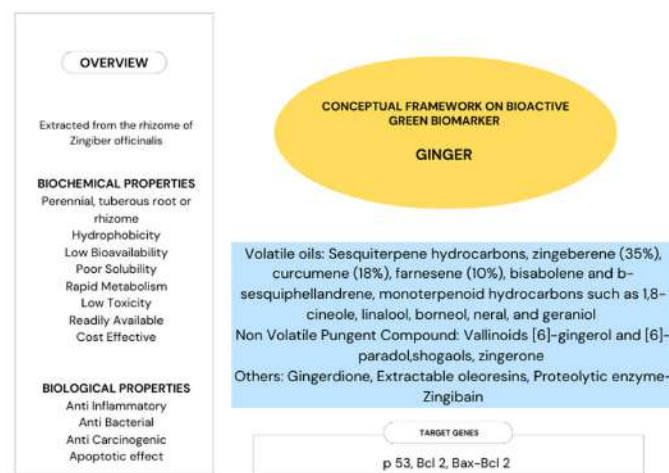 OVERVIEW
Extracted from the rhizome of
Zingiber officinalis
BIOCHEMICAL PROPERTIES
Perennial, tuberous root or
rhizome
Hydrophobicity
Low Bioavailability
Poor Solubility
Rapid Metabolism
Low Toxicity
Readily Available
Cost Effective
BIOLOGICAL PROPERTIES
Anti Inflammatory
Anti Bacterial
Anti Carcinogenic
Apoptotic effect
CONCEPTUAL FRAMEWORK ON BIOACTIVE
GREEN BIOMARKER
GINGER
Volatile oils: Sesquiterpene hydrocarbons, zingeberene (35%),
curcumene (18%), farnesene (10%), bisabolene and b-
sesquiphellandrene, monoterpenoid hydrocarbons such as 1,8-
cineole, linalool, borneol, neral, and geraniol
Non Volatile Pungent Compound: Vallinoids [6]-gingerol and [6]-
paradol,shogaols, zingerone
Others: Gingerdione, Extractable oleoresins, Proteolytic enzyme-
Zingibain
TARGET GENES
p 53, Bcl 2, Bax-Bcl 2